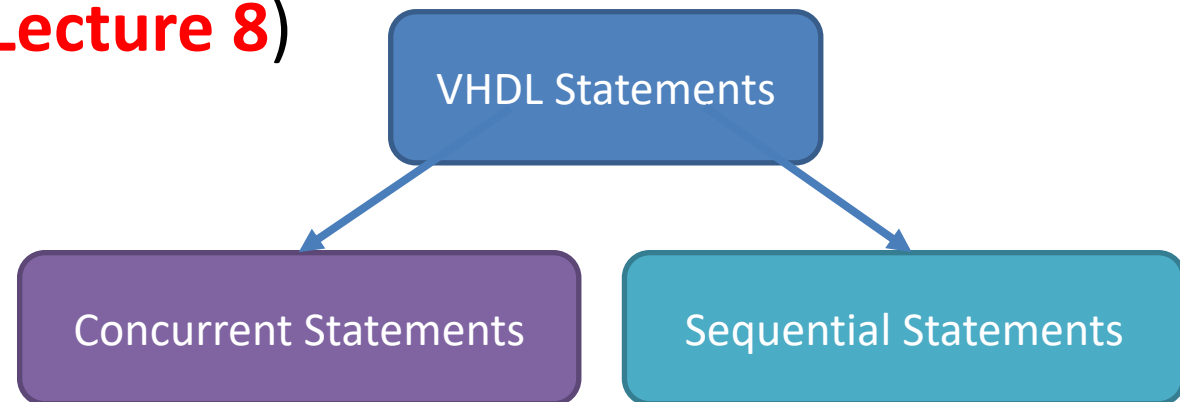 Lecture 8)
VHDL Statements
Concurrent Statements
Sequential Statements